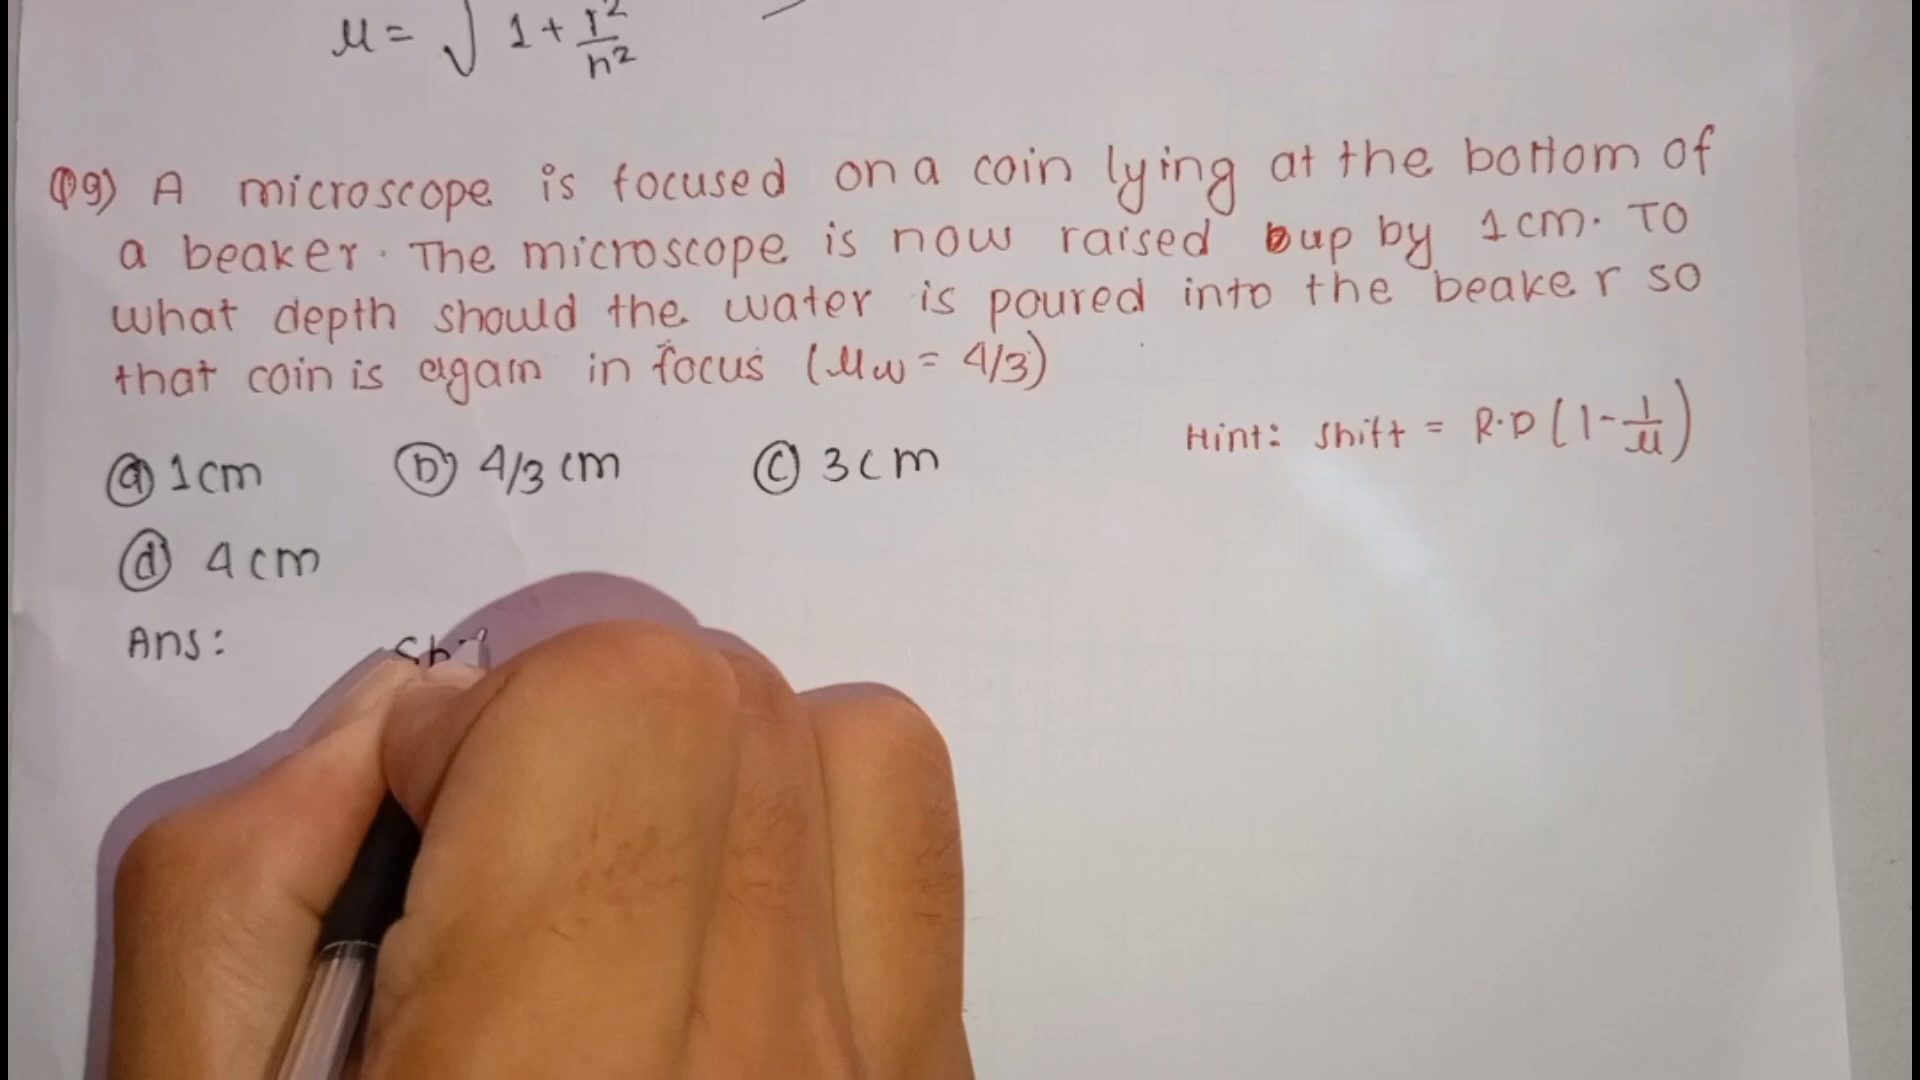 μ = √ 1 + r²/h²
Q9) A microscope is focused on a coin lying at the bottom of
a beaker. The microscope is now raised up by 1cm. TO
what depth should the water is poured into the beaker so
that coin is again in focus (μw = 4/3)
Hint: shift = R.D (1 - 1/μ)
ⓐ 1cm ⓑ 4/3 cm ⓒ 3cm
ⓓ 4cm
Ans: